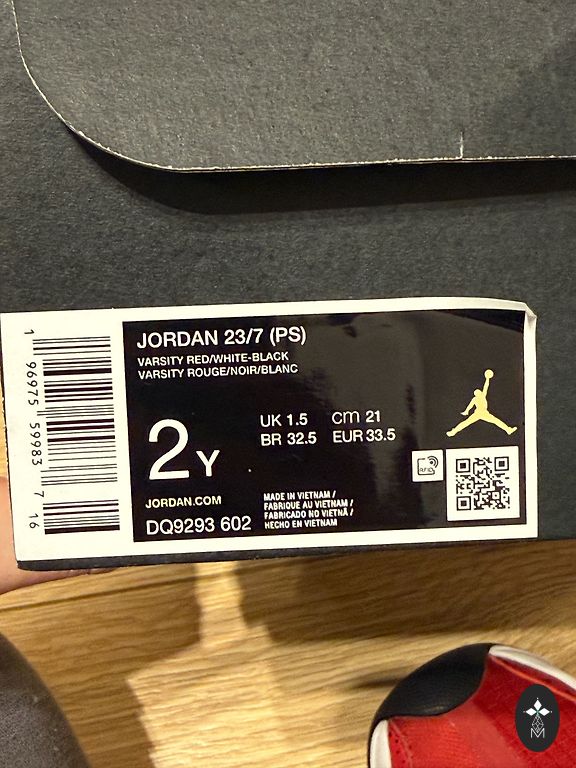 JORDAN 23/7 (PS)
VARSITY RED/WHITE-BLACK
VARSITY ROUGE/NOIR/BLANC
2Y
UK 1.5 cm 21
BR 32.5 EUR 33.5
RFID
JORDAN.COM
DQ9293 602
MADE IN VIETNAM /
FABRIQUE AU VIETNAM /
FABRICADO NO VIETNÃ /
HECHO EN VIETNAM
1 96975 59983 7 16
M